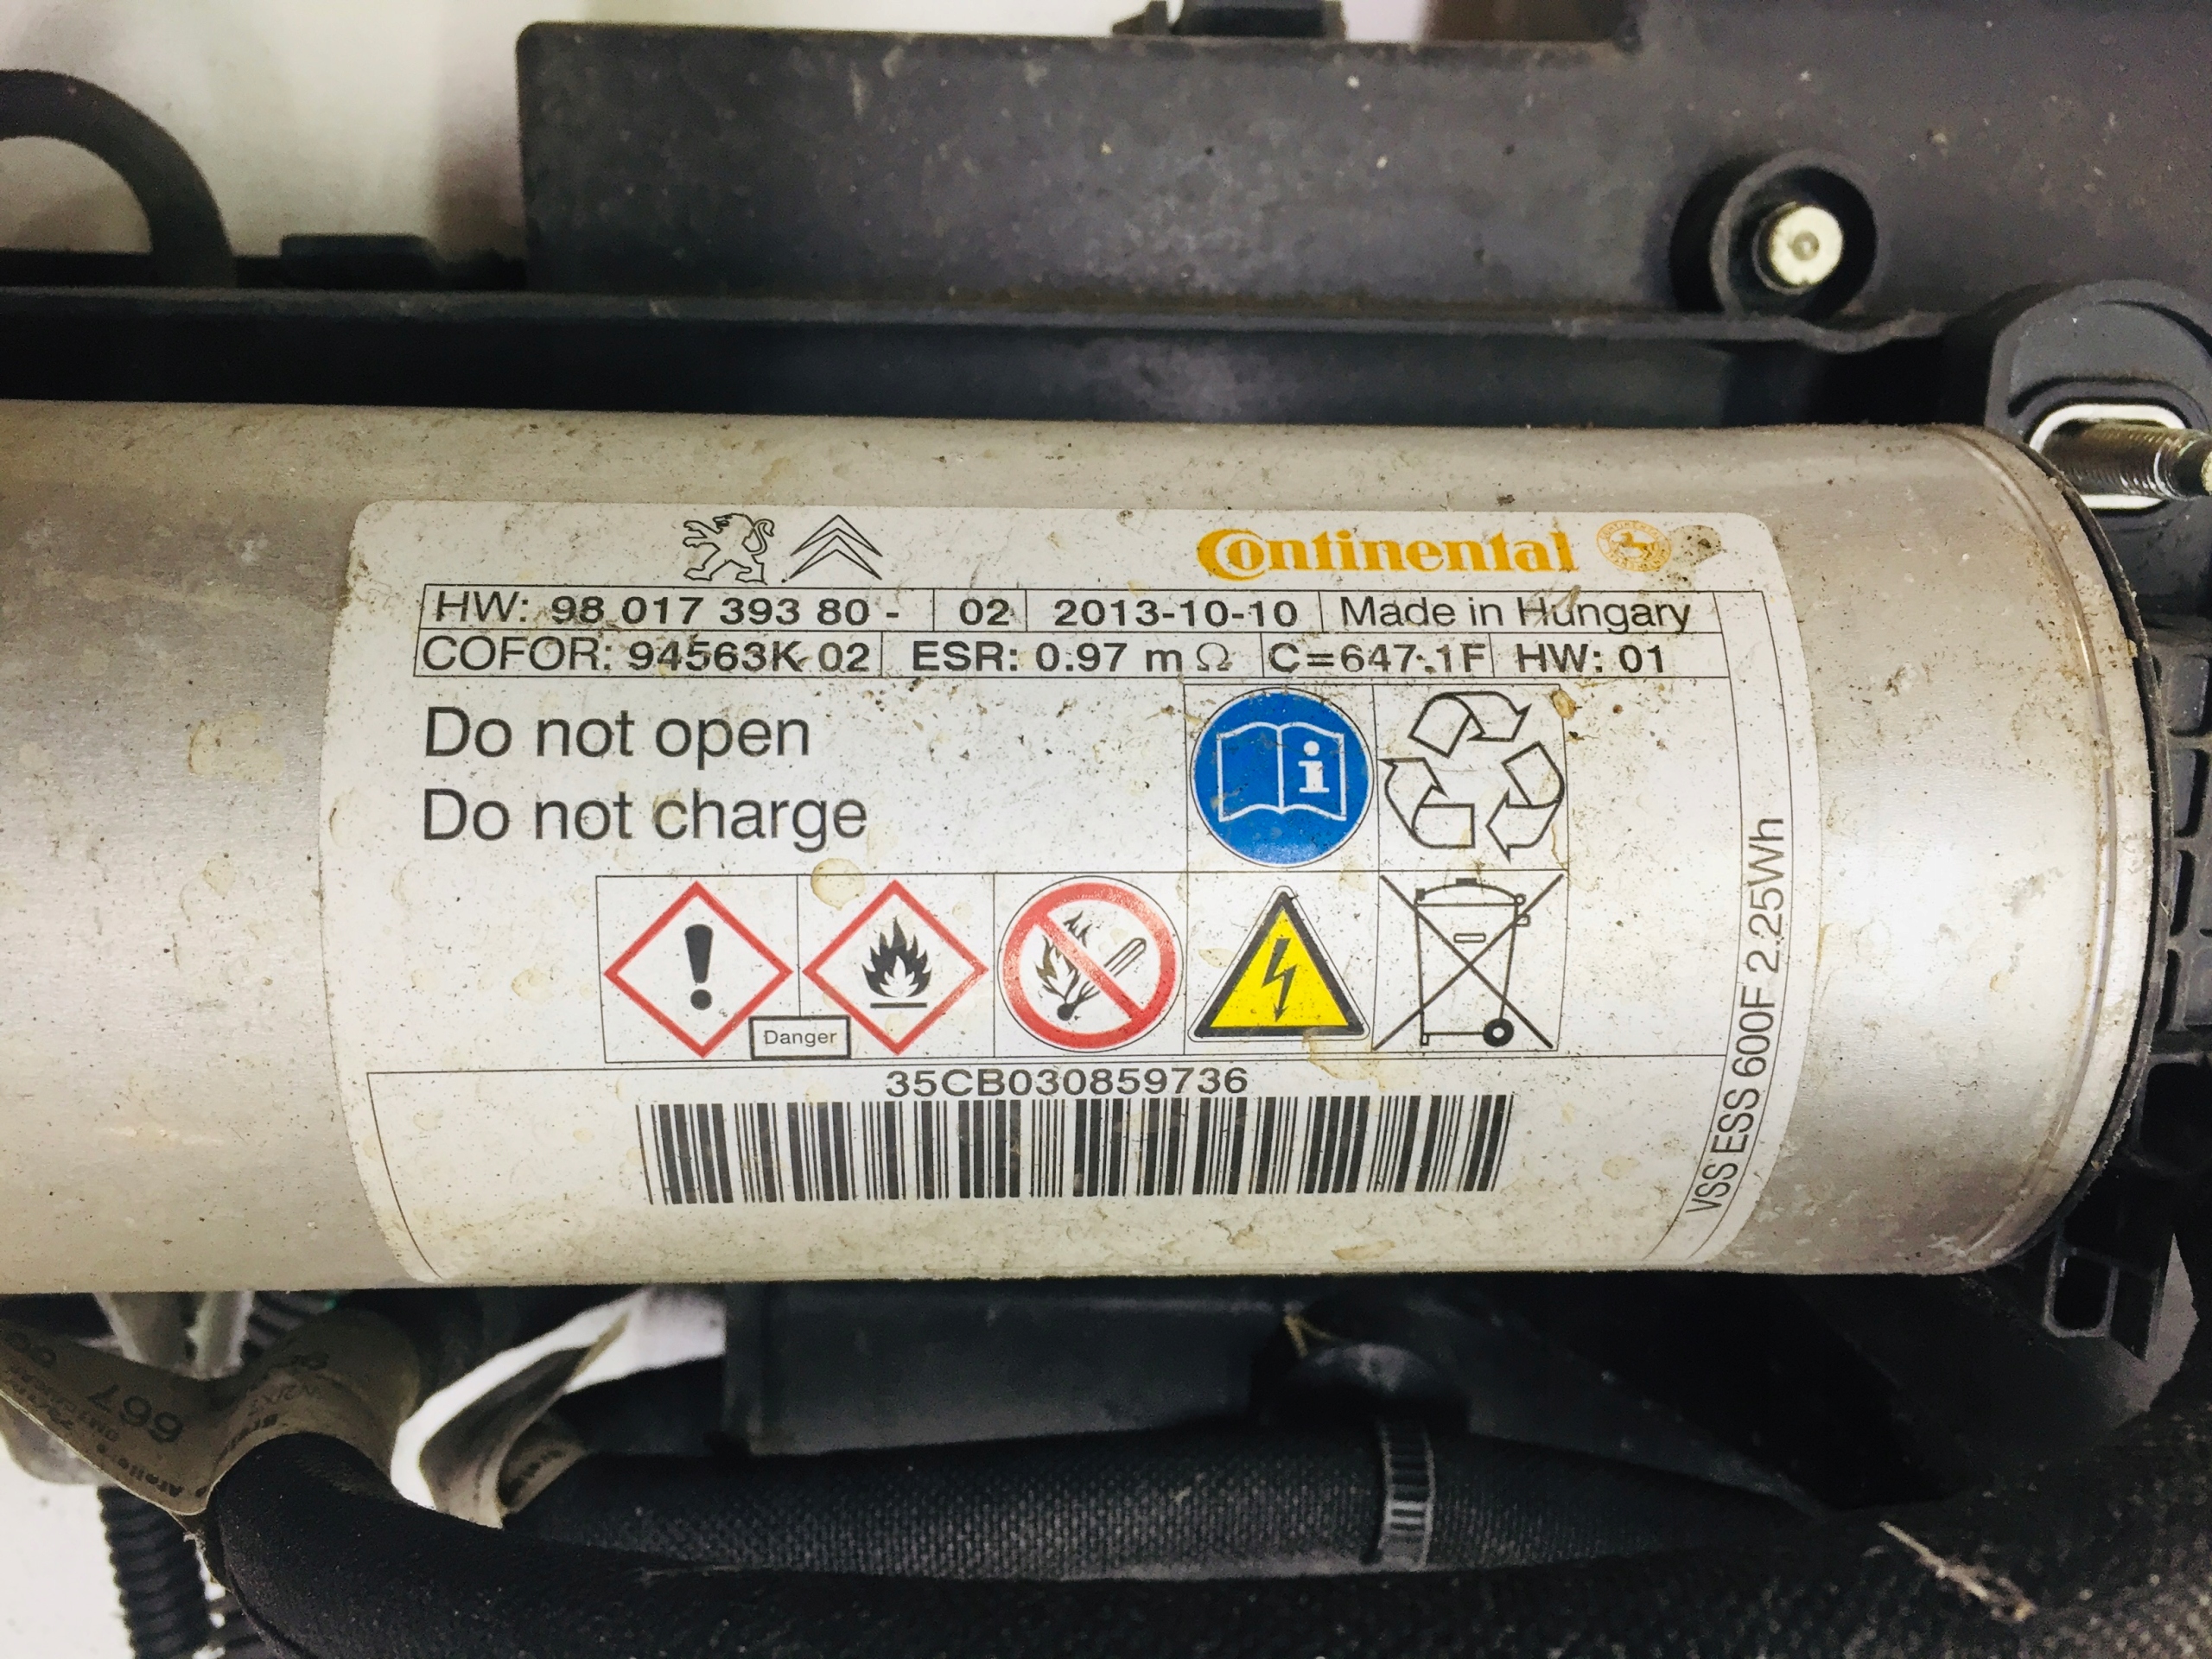 Continental
HW: 98 017 393 80 - 02 2013-10-10 Made in Hungary
COFOR: 94563K 02 ESR: 0.97 mΩ C=647.1F HW: 01
Do not open
Do not charge
Danger
35CB030859736
VSS ESS 600F 2.25Wh
667